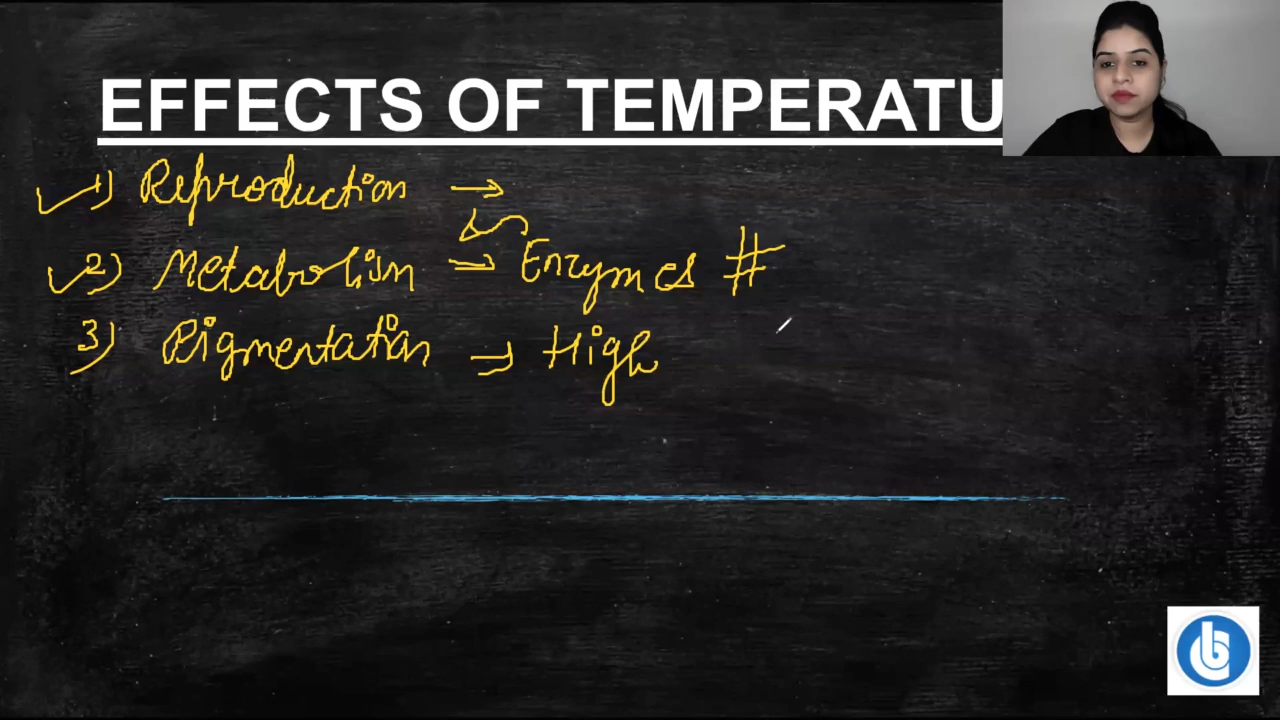 EFFECTS OF TEMPERATU
1) Reproduction →
2) Metabolism → Enzymes #
3) Pigmentation → High